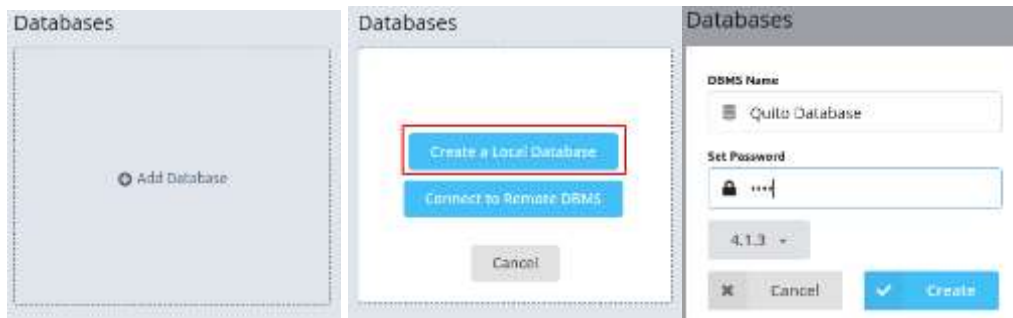 Databases
Add Database
Databases
Create a Local Database
Connect to Remote DBMS
Cancel
Databases
DBMS Name
Quito Database
Set Password
••••
4.1.3
Cancel
Create